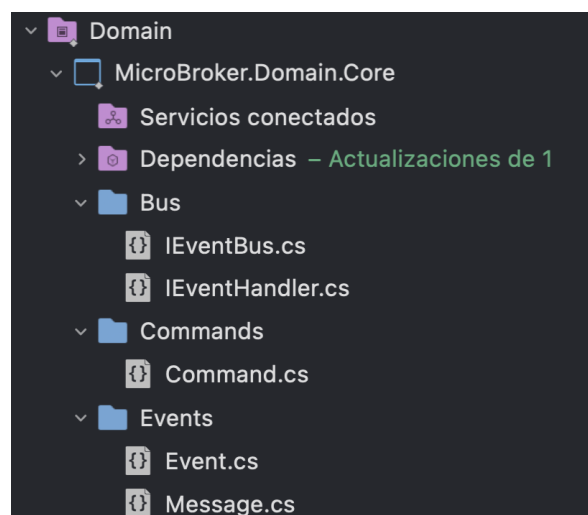 Domain
MicroBroker.Domain.Core
Servicios conectados
Dependencias – Actualizaciones de 1
Bus
IEventBus.cs
IEventHandler.cs
Commands
Command.cs
Events
Event.cs
Message.cs